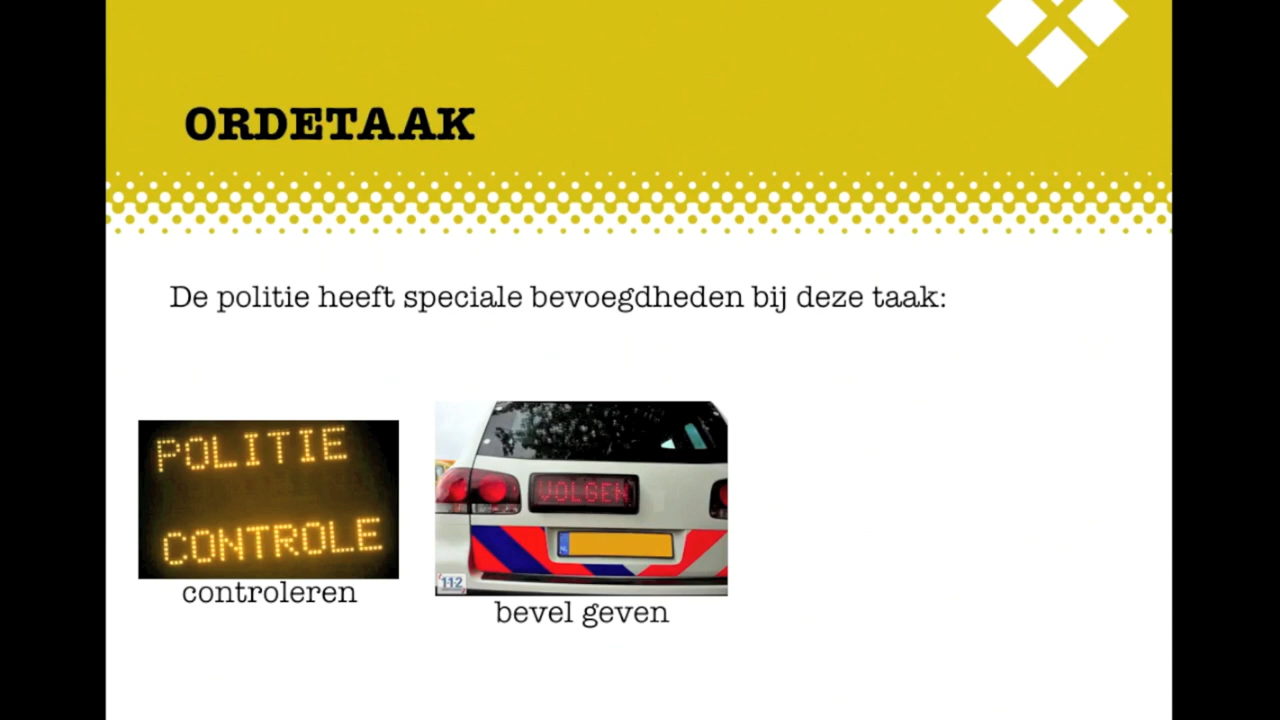 ORDETAAK
De politie heeft speciale bevoegdheden bij deze taak:
POLITIE
CONTROLE
controleren
VOLGEN
112
bevel geven